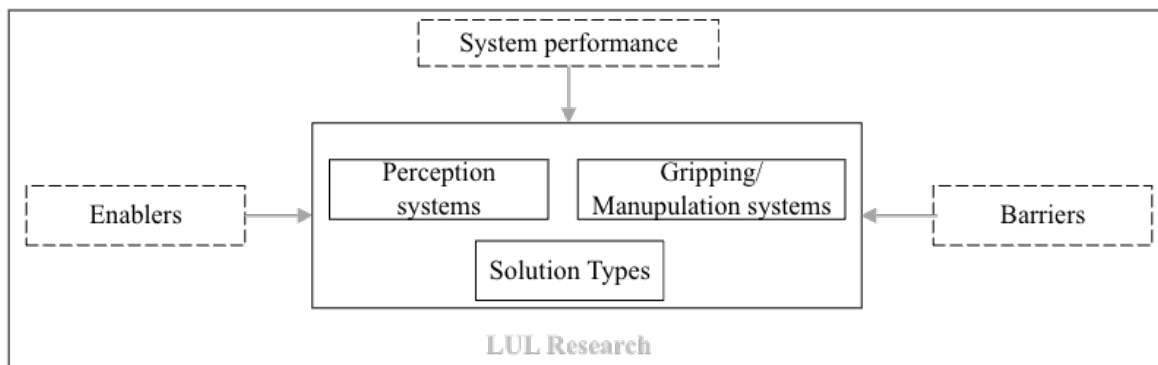 System performance
Perception
systems
Gripping/
Manupulation systems
Enablers
Barriers
Solution Types
LUL Research